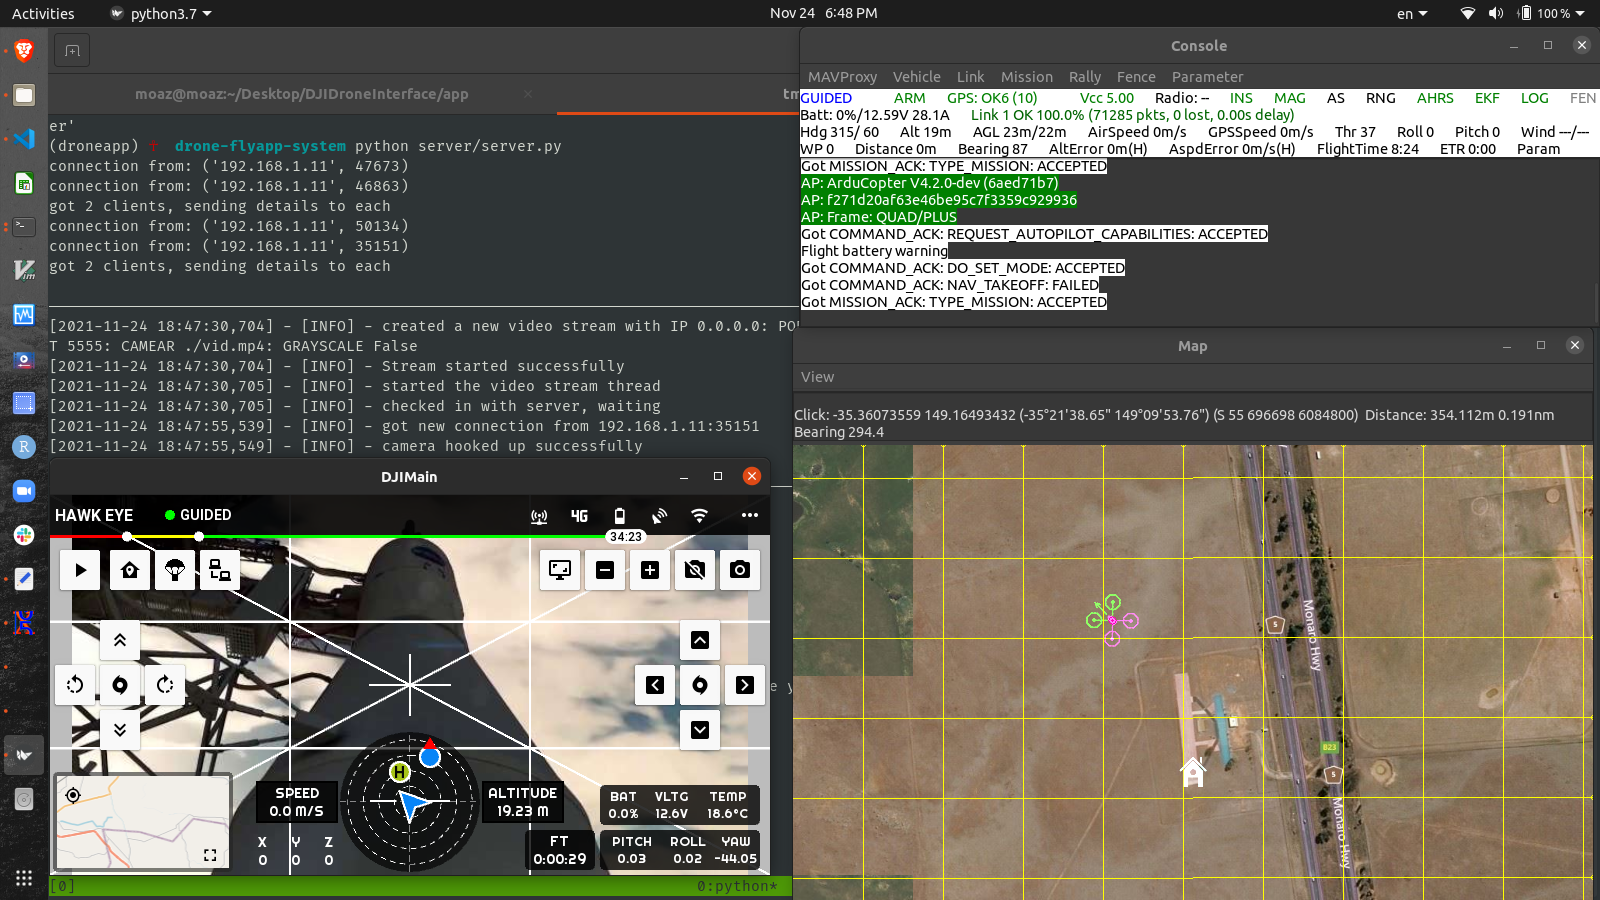 Activities
python3.7
Nov 24 6:48 PM
en
100 %
moaz@moaz:~/Desktop/DJIDroneInterface/app
tm
er'
(droneapp) drone-flyapp-system python server/server.py
connection from: ('192.168.1.11', 47673)
connection from: ('192.168.1.11', 46863)
got 2 clients, sending details to each
connection from: ('192.168.1.11', 50134)
connection from: ('192.168.1.11', 35151)
got 2 clients, sending details to each
[2021-11-24 18:47:30,704] - [INFO] - created a new video stream with IP 0.0.0.0: PO
T 5555: CAMEAR ./vid.mp4: GRAYSCALE False
[2021-11-24 18:47:30,704] - [INFO] - Stream started successfully
[2021-11-24 18:47:30,705] - [INFO] - started the video stream thread
[2021-11-24 18:47:30,705] - [INFO] - checked in with server, waiting
[2021-11-24 18:47:55,539] - [INFO] - got new connection from 192.168.1.11:35151
[2021-11-24 18:47:55,549] - [INFO] - camera hooked up successfully
e y
[0] 0:python*
Console
MAVProxy Vehicle Link Mission Rally Fence Parameter
GUIDED ARM GPS: OK6 (10) Vcc 5.00 Radio: -- INS MAG AS RNG AHRS EKF LOG FEN
Batt: 0%/12.59V 28.1A Link 1 OK 100.0% (71285 pkts, 0 lost, 0.00s delay)
Hdg 315/ 60 Alt 19m AGL 23m/22m AirSpeed 0m/s GPSSpeed 0m/s Thr 37 Roll 0 Pitch 0 Wind ---/---
WP 0 Distance 0m Bearing 87 AltError 0m(H) AspdError 0m/s(H) FlightTime 8:24 ETR 0:00 Param
Got MISSION_ACK: TYPE_MISSION: ACCEPTED
AP: ArduCopter V4.2.0-dev (6aed71b7)
AP: f271d20af63e46be95c7f3359c929936
AP: Frame: QUAD/PLUS
Got COMMAND_ACK: REQUEST_AUTOPILOT_CAPABILITIES: ACCEPTED
Flight battery warning
Got COMMAND_ACK: DO_SET_MODE: ACCEPTED
Got COMMAND_ACK: NAV_TAKEOFF: FAILED
Got MISSION_ACK: TYPE_MISSION: ACCEPTED
DJIMain
HAWK EYE GUIDED 4G
34:23
H
SPEED
0.0 M/S
ALTITUDE
19.23 M
X Y Z
0 0 0
FT
0:00:29
BAT VLTG TEMP
0.0% 12.6V 18.6°C
PITCH ROLL YAW
0.03 0.02 -44.05
Map
View
Click: -35.36073559 149.16493432 (-35°21'38.65" 149°09'53.76") (S 55 696698 6084800) Distance: 354.112m 0.191nm
Bearing 294.4
S
Monaro Hwy
B23
S
Monaro Hwy
R